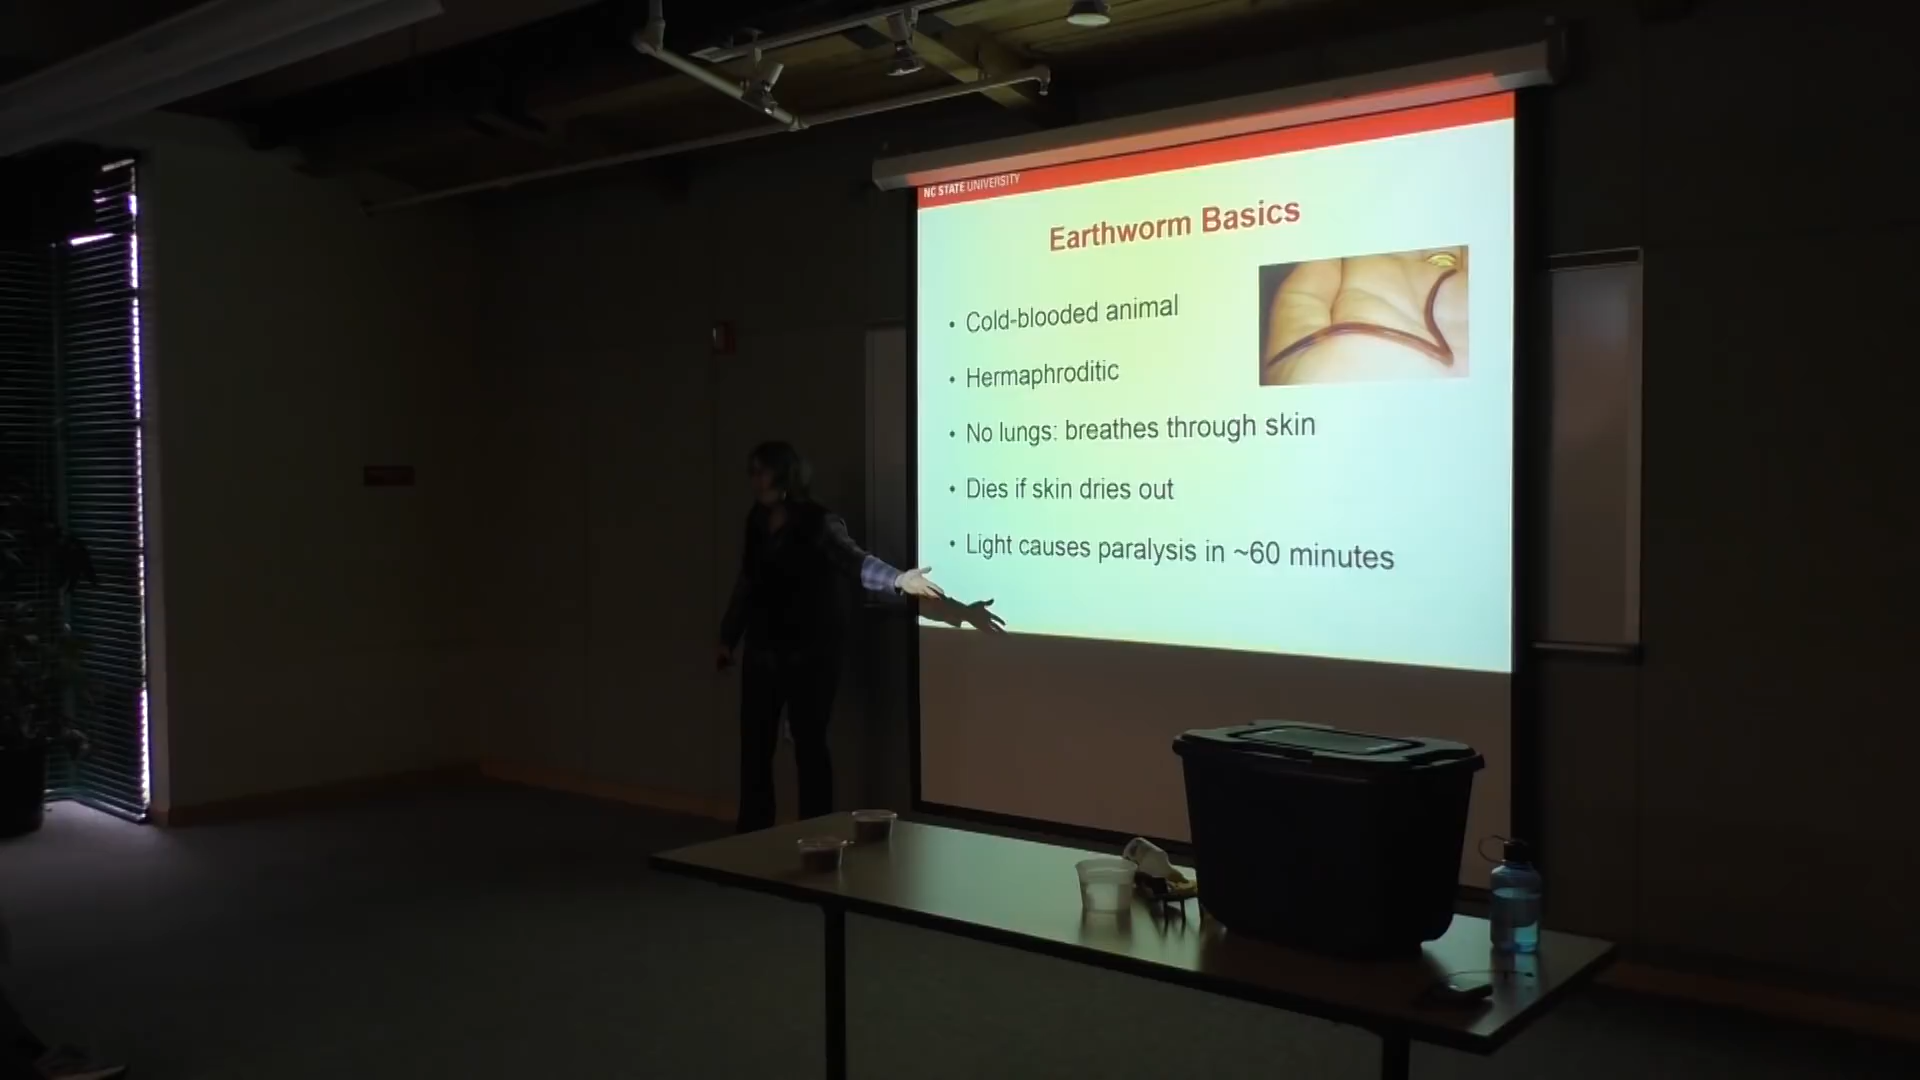 NC STATE UNIVERSITY
Earthworm Basics
• Cold-blooded animal
• Hermaphroditic
• No lungs: breathes through skin
• Dies if skin dries out
• Light causes paralysis in ~60 minutes